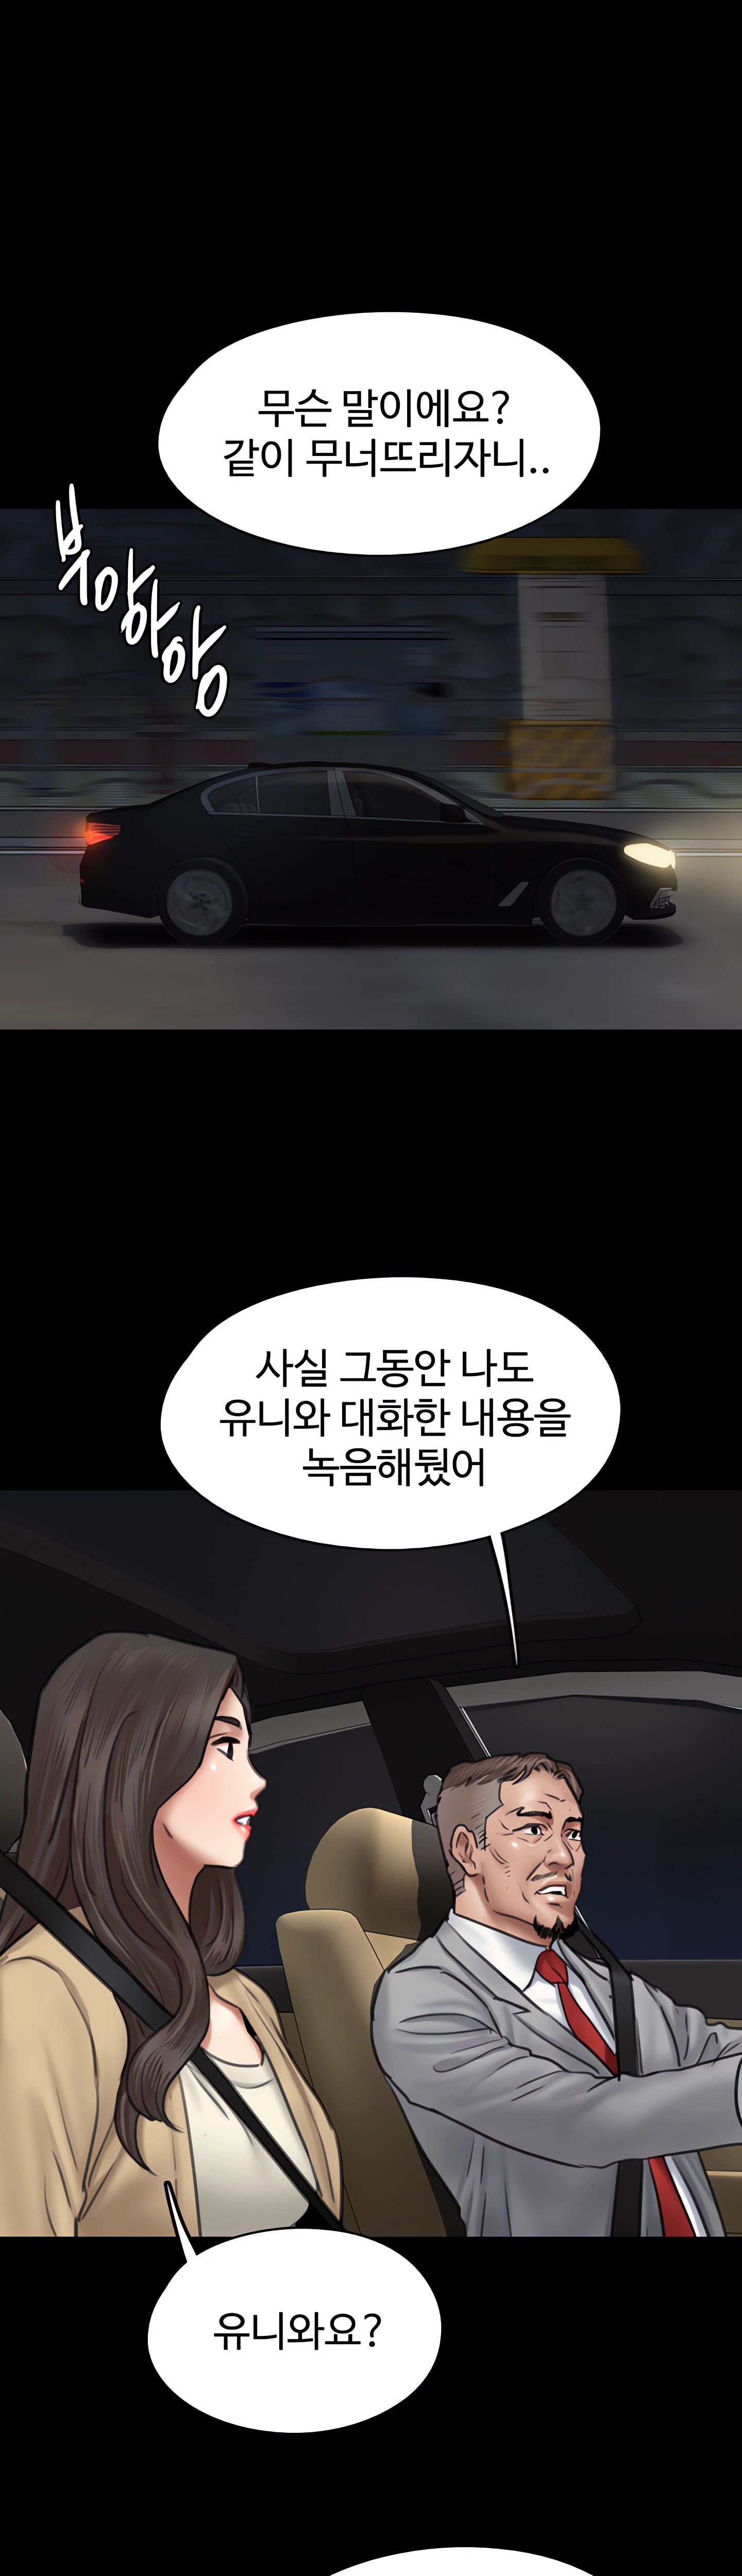 무슨 말이에요?
같이 무너뜨리자니..
부아아앙
사실 그동안 나도
유니와 대화한 내용을
녹음해뒀어
유니와요?